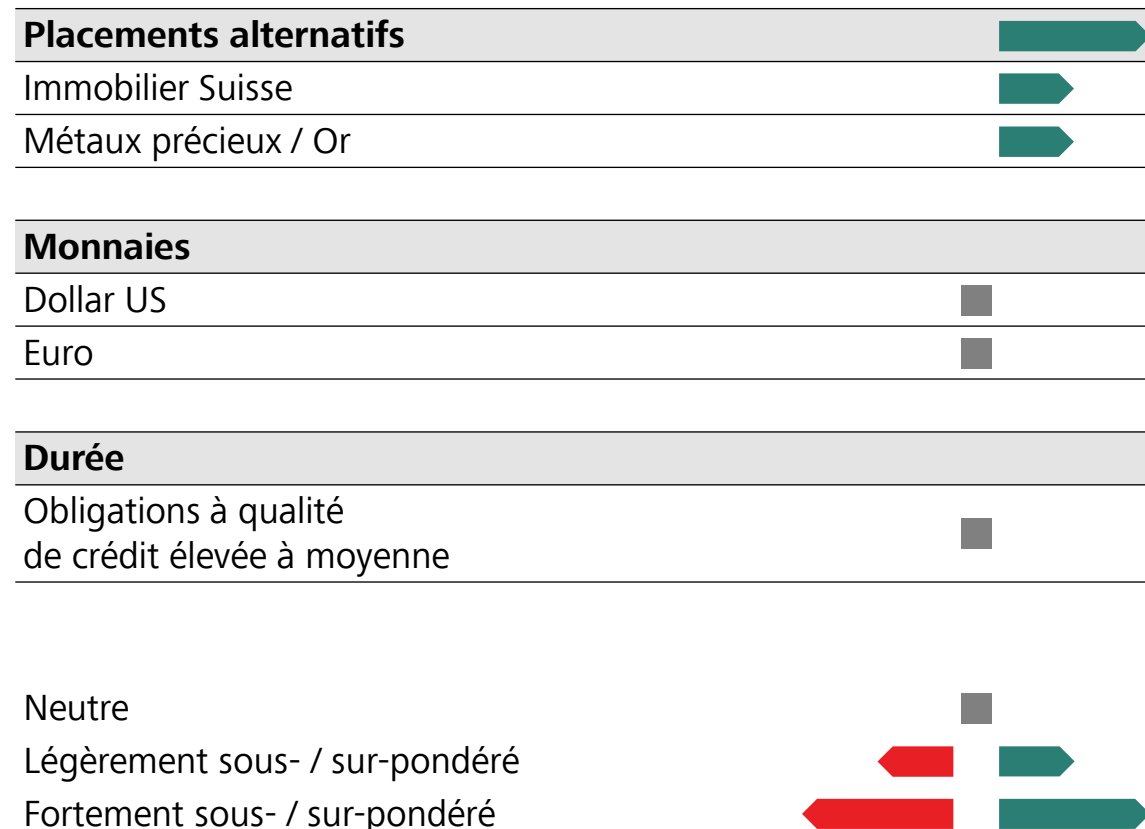 Placements alternatifs
Immobilier Suisse
Métaux précieux / Or
Monnaies
Dollar US
Euro
Durée
Obligations à qualité
de crédit élevée à moyenne
Neutre
Légèrement sous- / sur-pondéré
Fortement sous- / sur-pondéré